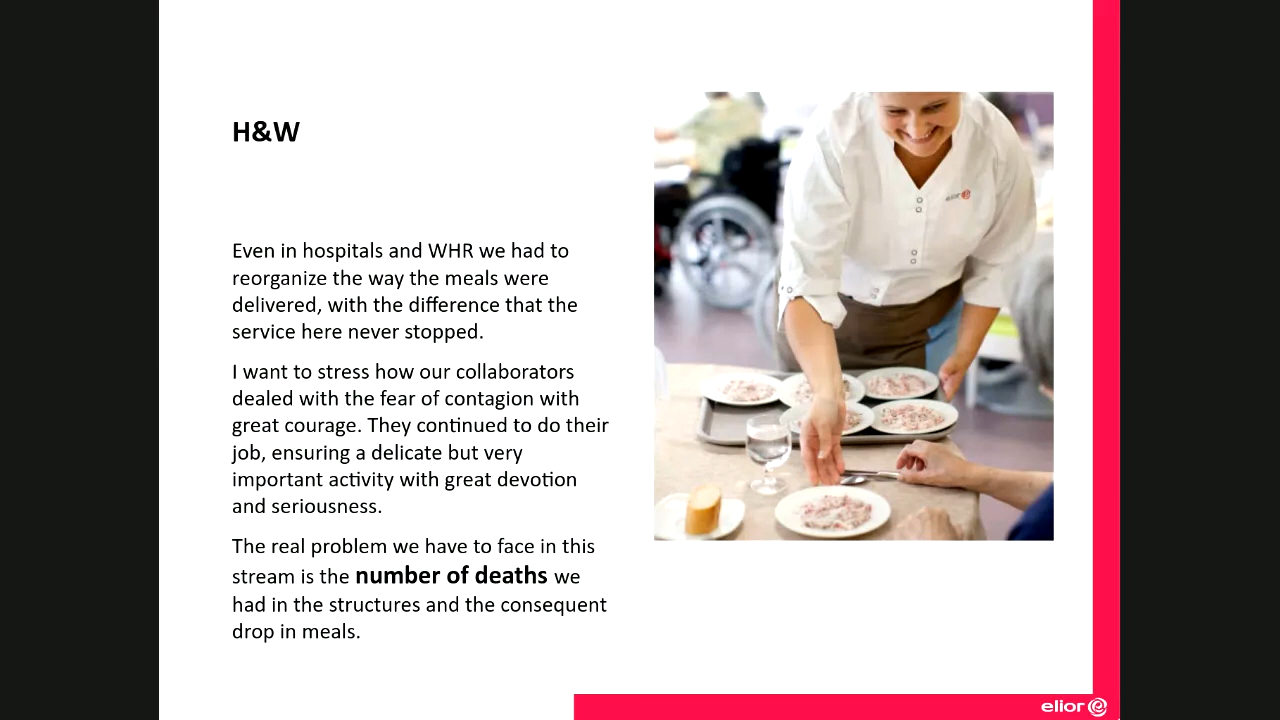 H&W
Even in hospitals and WHR we had to
reorganize the way the meals were
delivered, with the difference that the
service here never stopped.
I want to stress how our collaborators
dealed with the fear of contagion with
great courage. They continued to do their
job, ensuring a delicate but very
important activity with great devotion
and seriousness.
The real problem we have to face in this
stream is the number of deaths we
had in the structures and the consequent
drop in meals.
elior
elior